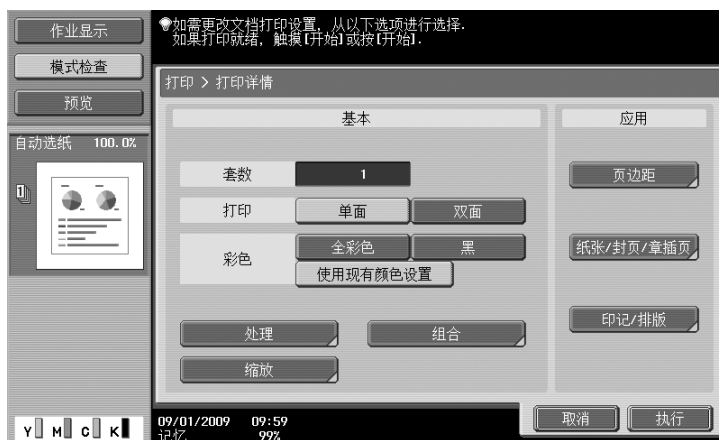 作业显示
模式检查
预览
自动选纸 100.0%
1
如需更改文档打印设置，从以下选项进行选择.
如果打印就绪，触摸[开始]或按[开始].
打印 > 打印详情
基本
套数 1
打印 单面 双面
彩色 全彩色 黑
使用现有颜色设置
处理 组合
缩放
应用
页边距
纸张/封页/章插页
印记/排版
Y M C K
09/01/2009 09:59
记忆 99%
取消 执行